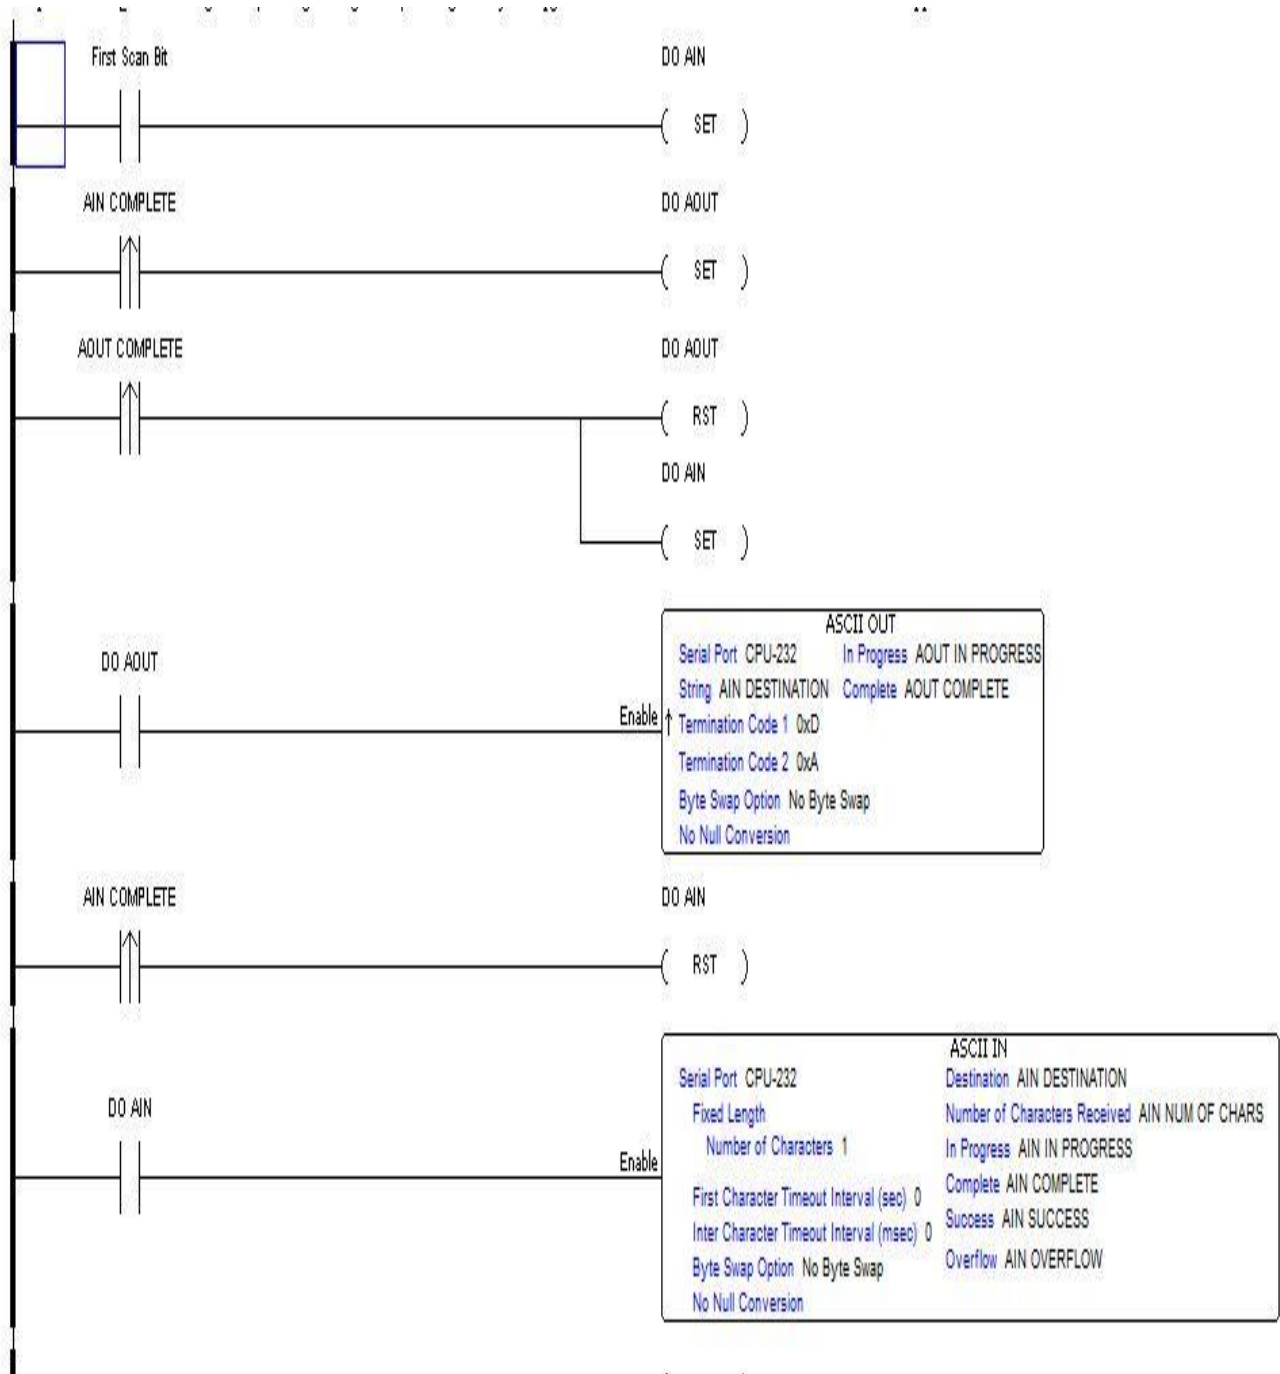 First Scan Bit
DO AIN
SET
AIN COMPLETE
DO AOUT
SET
AOUT COMPLETE
DO AOUT
RST
DO AIN
SET
DO AOUT
Enable
ASCII OUT
Serial Port CPU-232 In Progress AOUT IN PROGRESS
String AIN DESTINATION Complete AOUT COMPLETE
Termination Code 1 0xD
Termination Code 2 0xA
Byte Swap Option No Byte Swap
No Null Conversion
AIN COMPLETE
DO AIN
RST
DO AIN
Enable
ASCII IN
Serial Port CPU-232
Fixed Length
Number of Characters 1
First Character Timeout Interval (sec) 0
Inter Character Timeout Interval (msec) 0
Byte Swap Option No Byte Swap
No Null Conversion
Destination AIN DESTINATION
Number of Characters Received AIN NUM OF CHARS
In Progress AIN IN PROGRESS
Complete AIN COMPLETE
Success AIN SUCCESS
Overflow AIN OVERFLOW